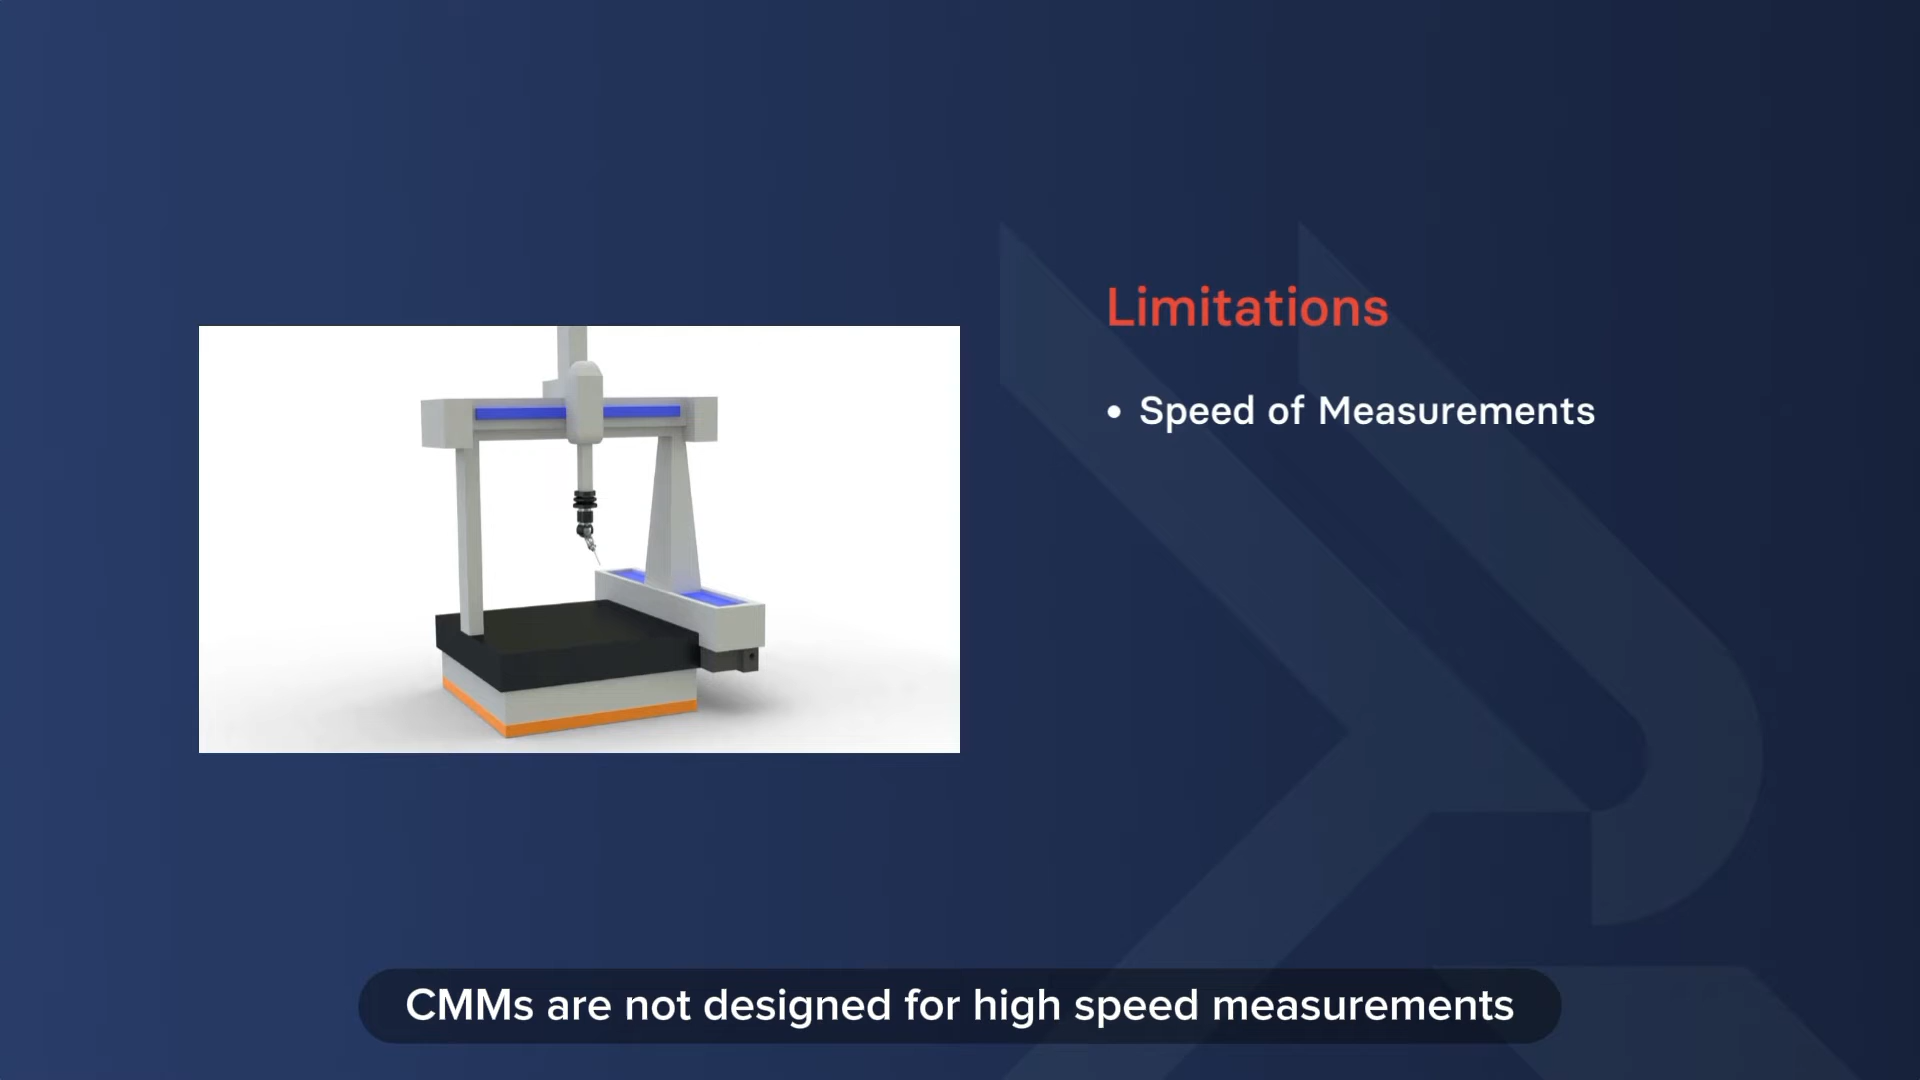 Limitations
• Speed of Measurements
CMMs are not designed for high speed measurements